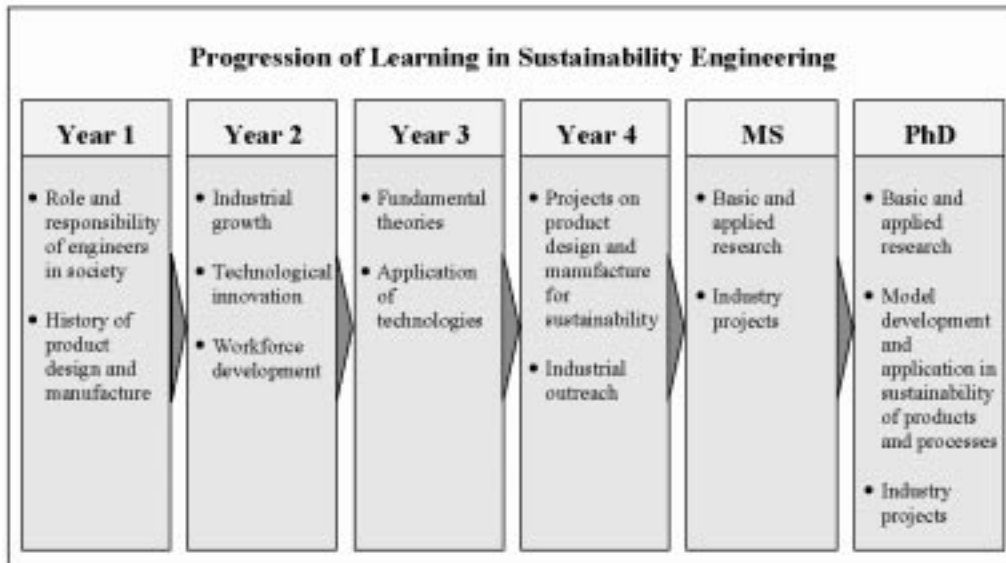 Progression of Learning in Sustainability Engineering
Year 1
• Role and
responsibility
of engineers
in society
• History of
product
design and
manufacture
Year 2
• Industrial
growth
• Technological
innovation
• Workforce
development
Year 3
• Fundamental
theories
• Application
of
technologies
Year 4
• Projects on
product
design and
manufacture
for
sustainability
• Industrial
outreach
MS
• Basic and
applied
research
• Industry
projects
PhD
• Basic and
applied
research
• Model
development
and
application in
sustainability
of products
and processes
• Industry
projects